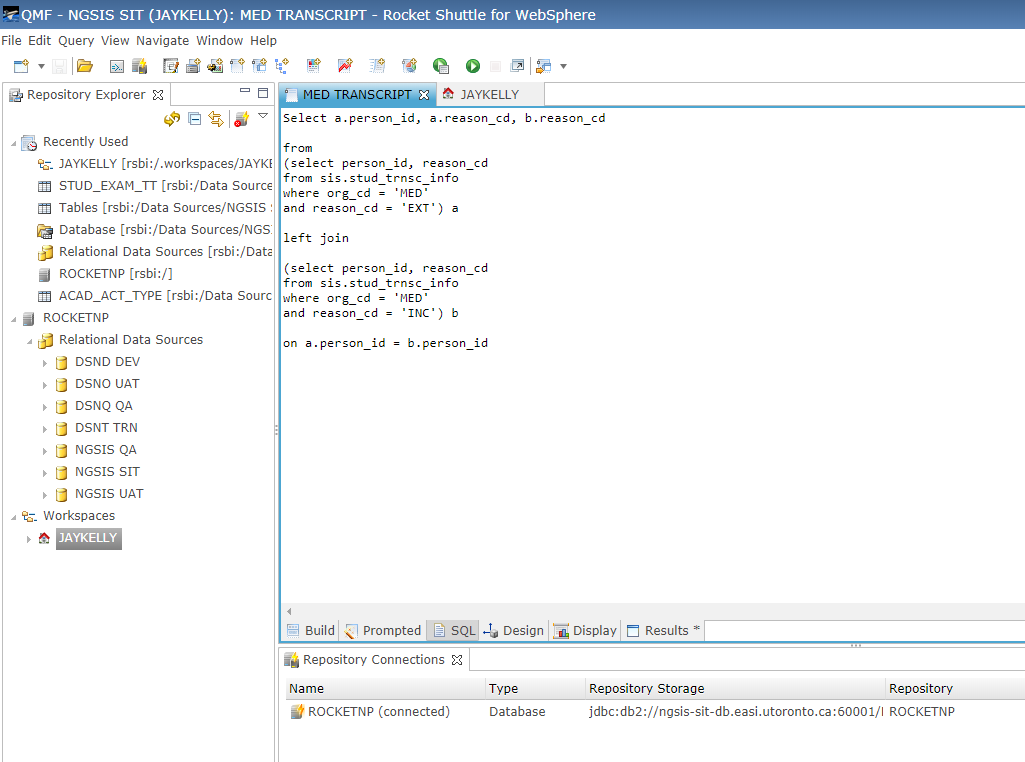 QMF - NGSIS SIT (JAYKELLY): MED TRANSCRIPT - Rocket Shuttle for WebSphere
File Edit Query View Navigate Window Help
Repository Explorer
Recently Used
JAYKELLY [rsbi:/.workspaces/JAYKE
STUD_EXAM_TT [rsbi:/Data Source
Tables [rsbi:/Data Sources/NGSIS
Database [rsbi:/Data Sources/NGS
Relational Data Sources [rsbi:/Data
ROCKETNP [rsbi:/]
ACAD_ACT_TYPE [rsbi:/Data Sourc
ROCKETNP
Relational Data Sources
DSND DEV
DSNO UAT
DSNQ QA
DSNT TRN
NGSIS QA
NGSIS SIT
NGSIS UAT
Workspaces
JAYKELLY
MED TRANSCRIPT JAYKELLY
Select a.person_id, a.reason_cd, b.reason_cd
from
(select person_id, reason_cd
from sis.stud_trnsc_info
where org_cd = 'MED'
and reason_cd = 'EXT') a
left join
(select person_id, reason_cd
from sis.stud_trnsc_info
where org_cd = 'MED'
and reason_cd = 'INC') b
on a.person_id = b.person_id
Build Prompted SQL Design Display Results *
Repository Connections
Name Type Repository Storage Repository
ROCKETNP (connected) Database jdbc:db2://ngsis-sit-db.easi.utoronto.ca:60001/ ROCKETNP